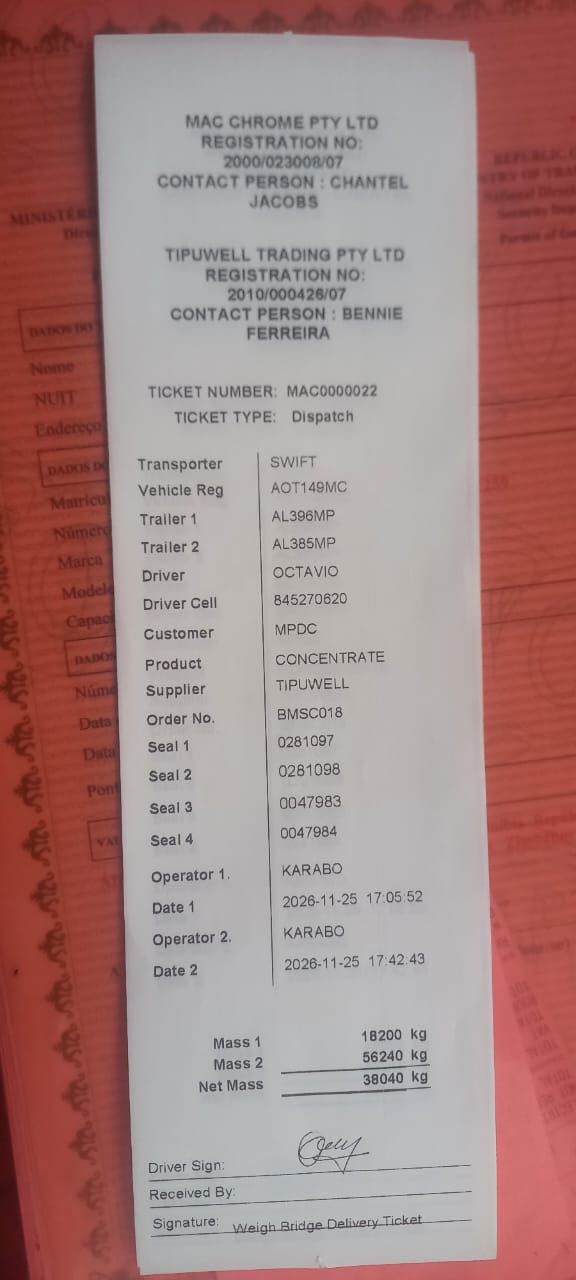 MAC CHROME PTY LTD
REGISTRATION NO:
2000/023008/07
CONTACT PERSON : CHANTEL
JACOBS
TIPUWELL TRADING PTY LTD
REGISTRATION NO:
2010/000426/07
CONTACT PERSON : BENNIE
FERREIRA
TICKET NUMBER: MAC0000022
TICKET TYPE: Dispatch
Transporter SWIFT
Vehicle Reg AOT149MC
Trailer 1 AL396MP
Trailer 2 AL385MP
Driver OCTAVIO
Driver Cell 845270620
Customer MPDC
Product CONCENTRATE
Supplier TIPUWELL
Order No. BMSC018
Seal 1 0281097
Seal 2 0281098
Seal 3 0047983
Seal 4 0047984
Operator 1. KARABO
Date 1 2026-11-25 17:05:52
Operator 2. KARABO
Date 2 2026-11-25 17:42:43
Mass 1 18200 kg
Mass 2 56240 kg
Net Mass 38040 kg
Driver Sign:
Received By:
Signature: Weigh Bridge Delivery Ticket
DADOS DO
Nome
NUIT
Endereço
DADOS
Marca
Data
Data